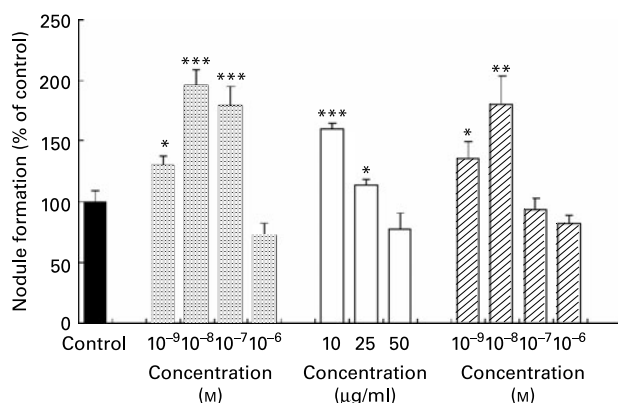 Nodule formation (% of control)
250
200
150
100
50
0
*
***
***
***
*
*
**
Control
10⁻⁹ 10⁻⁸ 10⁻⁷ 10⁻⁶
Concentration
(M)
10 25 50
Concentration
(µg/ml)
10⁻⁹ 10⁻⁸ 10⁻⁷ 10⁻⁶
Concentration
(M)